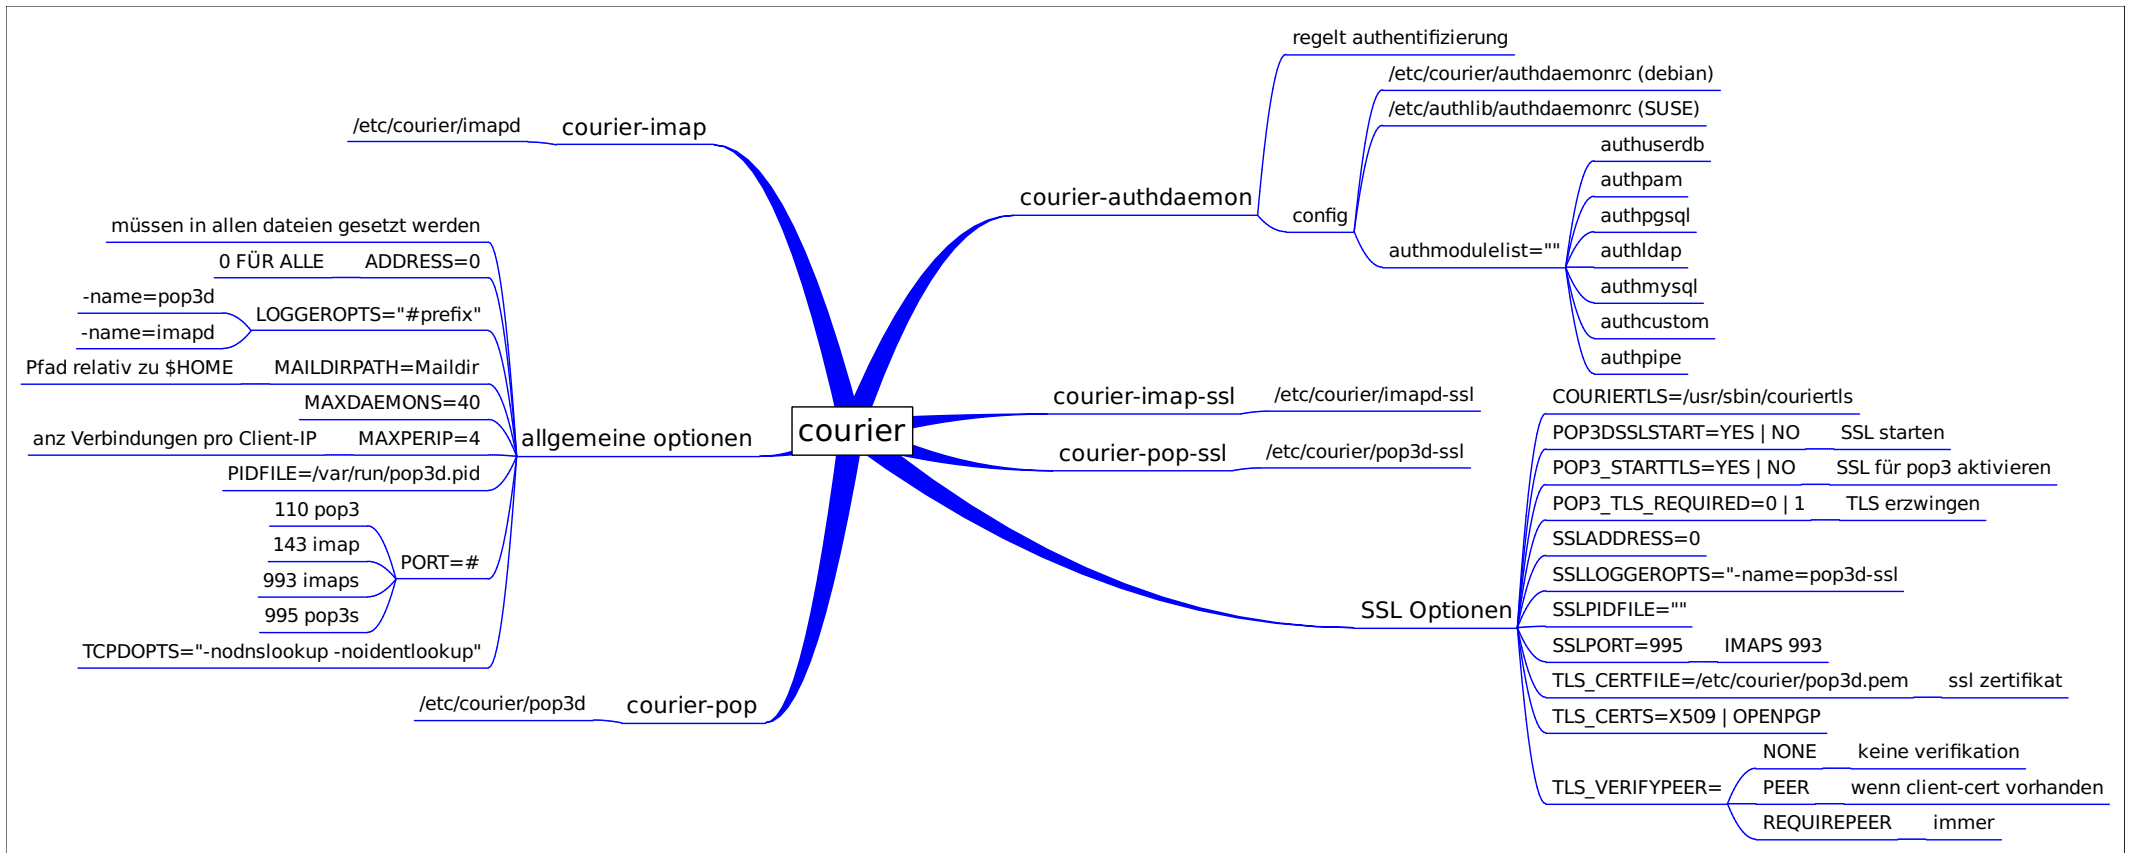 courier
courier-imap
/etc/courier/imapd
allgemeine optionen
müssen in allen dateien gesetzt werden
ADDRESS=0
0 FÜR ALLE
LOGGEROPTS="#prefix"
-name=pop3d
-name=imapd
MAILDIRPATH=Maildir
Pfad relativ zu $HOME
MAXDAEMONS=40
MAXPERIP=4
anz Verbindungen pro Client-IP
PIDFILE=/var/run/pop3d.pid
PORT=#
110 pop3
143 imap
993 imaps
995 pop3s
TCPDOPTS="-nodnslookup -noidentlookup"
courier-pop
/etc/courier/pop3d
courier-authdaemon
regelt authentifizierung
config
/etc/courier/authdaemonrc (debian)
/etc/authlib/authdaemonrc (SUSE)
authmodulelist=""
authuserdb
authpam
authpgsql
authldap
authmysql
authcustom
authpipe
courier-imap-ssl
/etc/courier/imapd-ssl
courier-pop-ssl
/etc/courier/pop3d-ssl
SSL Optionen
COURIERTLS=/usr/sbin/couriertls
POP3DSSLSTART=YES | NO
SSL starten
POP3_STARTTLS=YES | NO
SSL für pop3 aktivieren
POP3_TLS_REQUIRED=0 | 1
TLS erzwingen
SSLADDRESS=0
SSLLOGGEROPTS="-name=pop3d-ssl
SSLPIDFILE=""
SSLPORT=995
IMAPS 993
TLS_CERTFILE=/etc/courier/pop3d.pem
ssl zertifikat
TLS_CERTS=X509 | OPENPGP
TLS_VERIFYPEER=
NONE
keine verifikation
PEER
wenn client-cert vorhanden
REQUIREPEER
immer